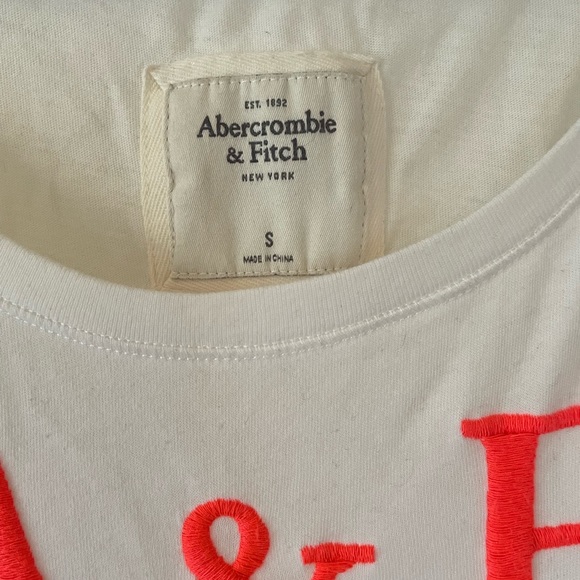 EST. 1892
Abercrombie
& Fitch
NEW YORK
S
MADE IN CHINA
A & F